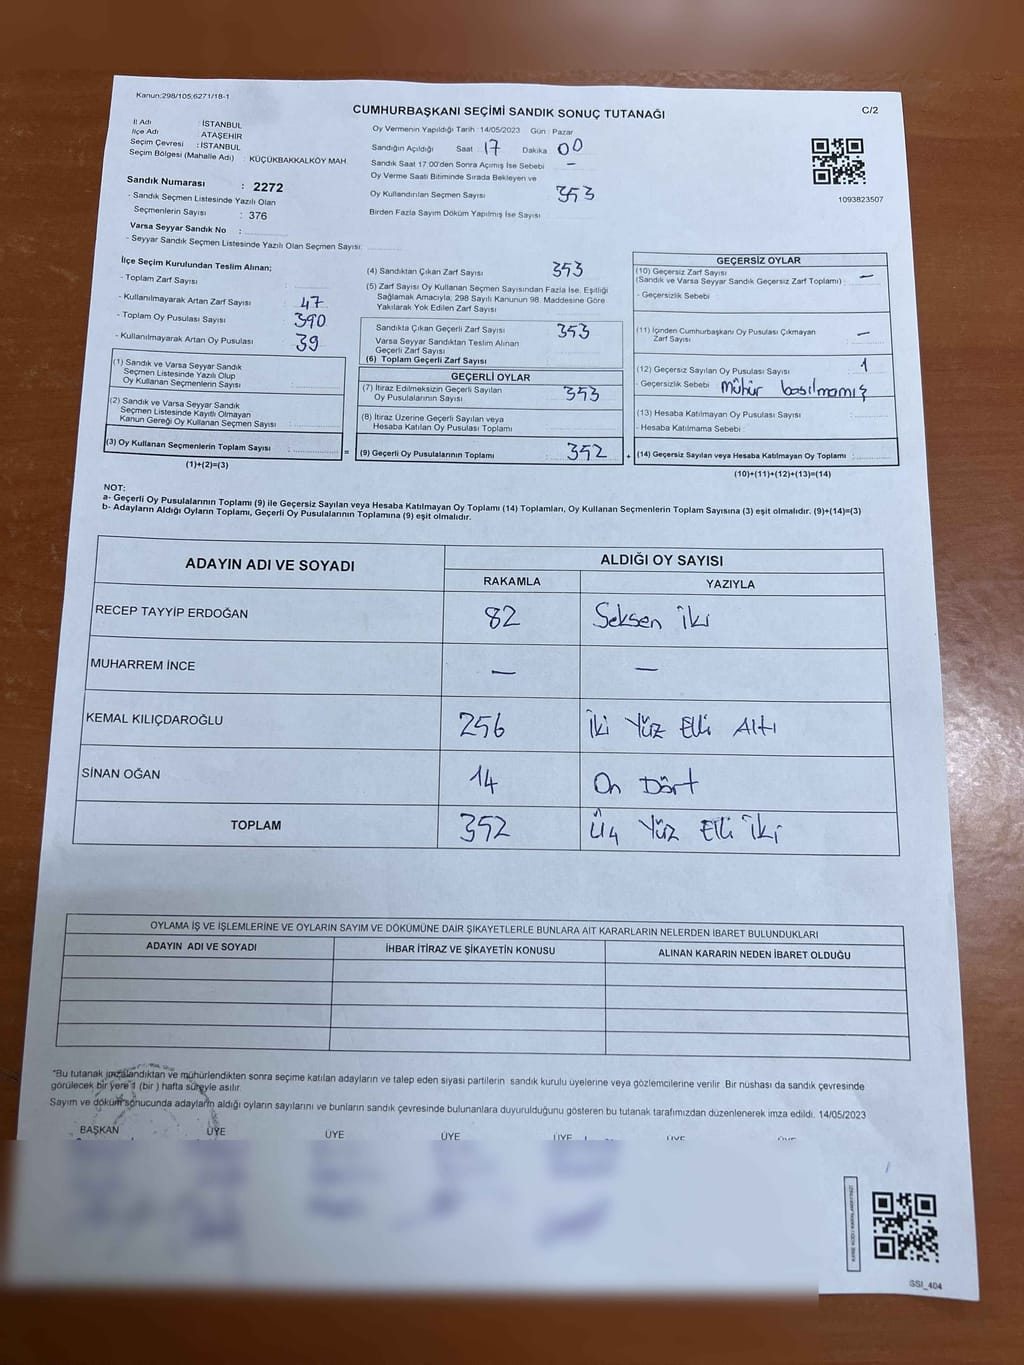 Kanun:298/105,6271/18-1
CUMHURBAŞKANI SEÇİMİ SANDIK SONUÇ TUTANAĞI
C/2
İl Adı : İSTANBUL
İlçe Adı : ATAŞEHİR
Seçim Çevresi : İSTANBUL
Seçim Bölgesi (Mahalle Adı) : KÜÇÜKBAKKALKÖY MAH.
Sandık Numarası : 2272
- Sandık Seçmen Listesinde Yazılı Olan
Seçmenlerin Sayısı : 376
Varsa Seyyar Sandık No :
- Seyyar Sandık Seçmen Listesinde Yazılı Olan Seçmen Sayısı:
Oy Vermenin Yapıldığı Tarih : 14/05/2023 Gün : Pazar
Sandığın Açıldığı Saat 17 Dakika 00
Sandık Saat 17:00'den Sonra Açılmış İse Sebebi —
Oy Verme Saati Bitiminde Sırada Bekleyen ve
Oy Kullandırılan Seçmen Sayısı 353
Birden Fazla Sayım Döküm Yapılmış İse Sayısı
1093823507
İlçe Seçim Kurulundan Teslim Alınan;
- Toplam Zarf Sayısı :
- Kullanılmayarak Artan Zarf Sayısı : 47
- Toplam Oy Pusulası Sayısı : 390
- Kullanılmayarak Artan Oy Pusulası : 39
(1) Sandık ve Varsa Seyyar Sandık
Seçmen Listesinde Yazılı Olup
Oy Kullanan Seçmenlerin Sayısı :
(2) Sandık ve Varsa Seyyar Sandık
Seçmen Listesinde Kayıtlı Olmayan
Kanun Gereği Oy Kullanan Seçmen Sayısı :
(3) Oy Kullanan Seçmenlerin Toplam Sayısı :
(1)+(2)=(3)
(4) Sandıktan Çıkan Zarf Sayısı 353
(5) Zarf Sayısı Oy Kullanan Seçmen Sayısından Fazla İse, Eşitliği
Sağlamak Amacıyla, 298 Sayılı Kanunun 98. Maddesine Göre
Yakılarak Yok Edilen Zarf Sayısı
Sandıkta Çıkan Geçerli Zarf Sayısı 353
Varsa Seyyar Sandıktan Teslim Alınan
Geçerli Zarf Sayısı
(6) Toplam Geçerli Zarf Sayısı
GEÇERLİ OYLAR
(7) İtiraz Edilmeksizin Geçerli Sayılan
Oy Pusulalarının Sayısı : 353
(8) İtiraz Üzerine Geçerli Sayılan veya
Hesaba Katılan Oy Pusulası Toplamı :
= (9) Geçerli Oy Pusulalarının Toplamı : 352
GEÇERSİZ OYLAR
(10) Geçersiz Zarf Sayısı
(Sandık ve Varsa Seyyar Sandık Geçersiz Zarf Toplamı) : —
- Geçersizlik Sebebi :
(11) İçinden Cumhurbaşkanı Oy Pusulası Çıkmayan
Zarf Sayısı : —
(12) Geçersiz Sayılan Oy Pusulası Sayısı : 1
- Geçersizlik Sebebi : mühür basılmamış
(13) Hesaba Katılmayan Oy Pusulası Sayısı :
- Hesaba Katılmama Sebebi :
+ (14) Geçersiz Sayılan veya Hesaba Katılmayan Oy Toplamı :
(10)+(11)+(12)+(13)=(14)
NOT:
a- Geçerli Oy Pusulalarının Toplamı (9) ile Geçersiz Sayılan veya Hesaba Katılmayan Oy Toplamı (14) Toplamları, Oy Kullanan Seçmenlerin Toplam Sayısına (3) eşit olmalıdır. (9)+(14)=(3)
b- Adayların Aldığı Oyların Toplamı, Geçerli Oy Pusulalarının Toplamına (9) eşit olmalıdır.
ADAYIN ADI VE SOYADI
ALDIĞI OY SAYISI
RAKAMLA YAZIYLA
RECEP TAYYİP ERDOĞAN 82 Seksen iki
MUHARREM İNCE — —
KEMAL KILIÇDAROĞLU 256 İki Yüz Elli Altı
SİNAN OĞAN 14 On Dört
TOPLAM 352 Üç Yüz Elli iki
OYLAMA İŞ VE İŞLEMLERİNE VE OYLARIN SAYIM VE DÖKÜMÜNE DAİR ŞİKAYETLERLE BUNLARA AİT KARARLARIN NELERDEN İBARET BULUNDUKLARI
ADAYIN ADI VE SOYADI İHBAR İTİRAZ VE ŞİKAYETİN KONUSU ALINAN KARARIN NEDEN İBARET OLDUĞU
"Bu tutanak imzalandıktan ve mühürlendikten sonra seçime katılan adayların ve talep eden siyasi partilerin sandık kurulu üyelerine veya gözlemcilerine verilir. Bir nüshası da sandık çevresinde
görülecek bir yere 1 (bir) hafta süreyle asılır.
Sayım ve döküm sonucunda adayların aldığı oyların sayılarını ve bunların sandık çevresinde bulunanlara duyurulduğunu gösteren bu tutanak tarafımızdan düzenlenerek imza edildi. 14/05/2023
BAŞKAN ÜYE ÜYE ÜYE ÜYE ÜYE ÜYE
SSI_404